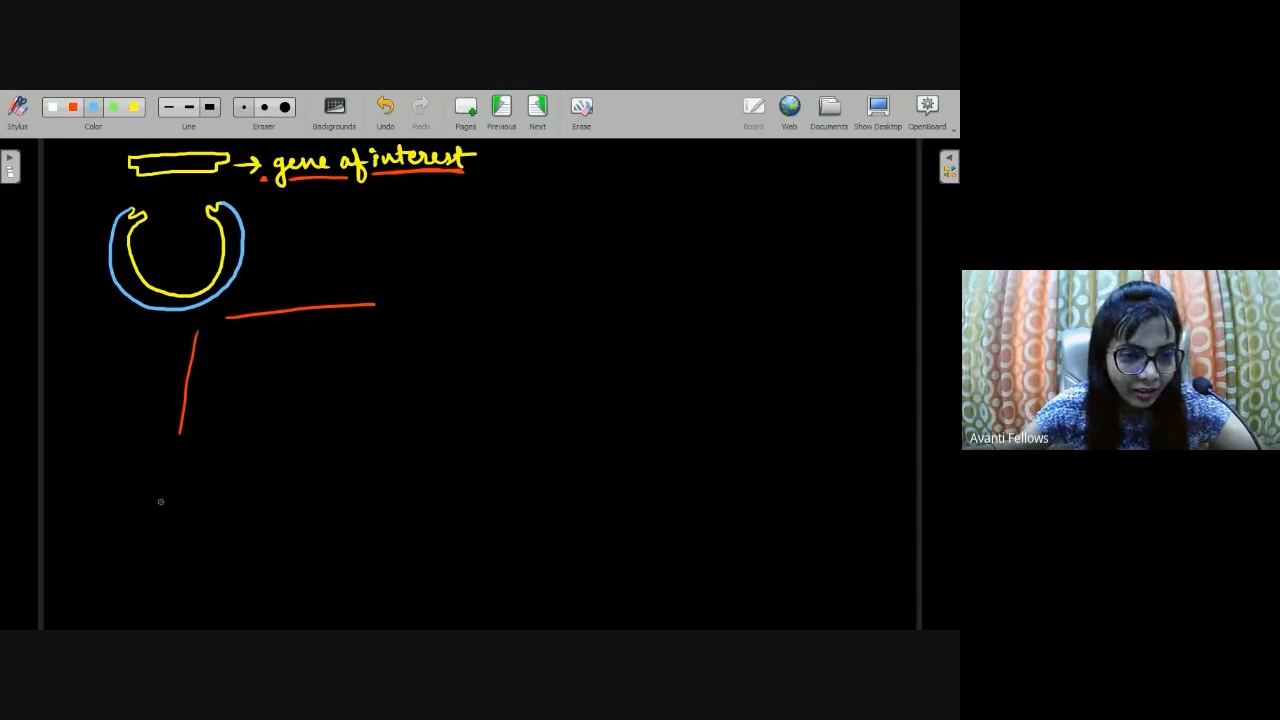 Stylus
Color
Line
Eraser
Backgrounds
Undo
Redo
Pages
Previous
Next
Erase
Board
Web
Documents
Show Desktop
OpenBoard
gene of interest
Avanti Fellows